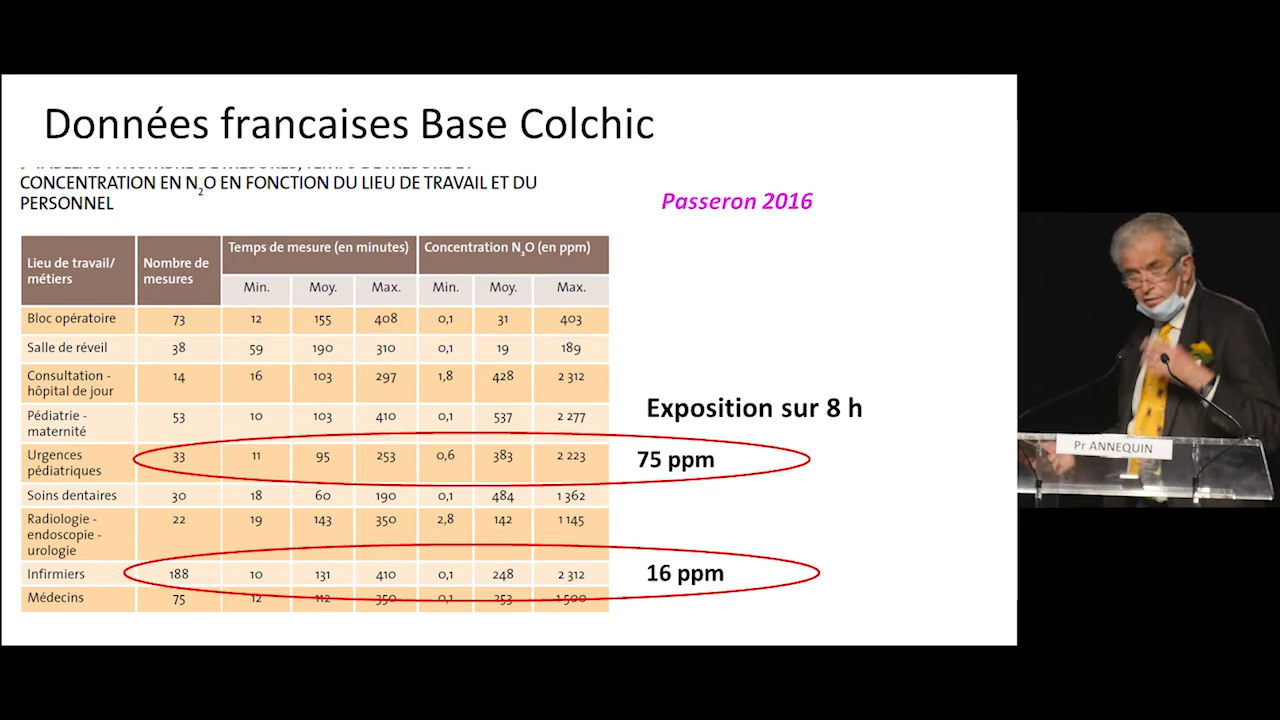 Données francaises Base Colchic
CONCENTRATION EN N2O EN FONCTION DU LIEU DE TRAVAIL ET DU
PERSONNEL
Passeron 2016
Lieu de travail/ métiers | Nombre de mesures | Temps de mesure (en minutes) | Concentration N2O (en ppm)
Min. | Moy. | Max. | Min. | Moy. | Max.
Bloc opératoire | 73 | 12 | 155 | 408 | 0,1 | 31 | 403
Salle de réveil | 38 | 59 | 190 | 310 | 0,1 | 19 | 189
Consultation - hôpital de jour | 14 | 16 | 103 | 297 | 1,8 | 428 | 2 312
Pédiatrie - maternité | 53 | 10 | 103 | 410 | 0,1 | 537 | 2 277
Exposition sur 8 h
Urgences pédiatriques | 33 | 11 | 95 | 253 | 0,6 | 383 | 2 223
75 ppm
Soins dentaires | 30 | 18 | 60 | 190 | 0,1 | 484 | 1 362
Radiologie - endoscopie - urologie | 22 | 19 | 143 | 350 | 2,8 | 142 | 1 145
Infirmiers | 188 | 10 | 131 | 410 | 0,1 | 248 | 2 312
16 ppm
Médecins | 75 | 12 | 112 | 350 | 0,1 | 253 | 1 500
Pr ANNEQUIN